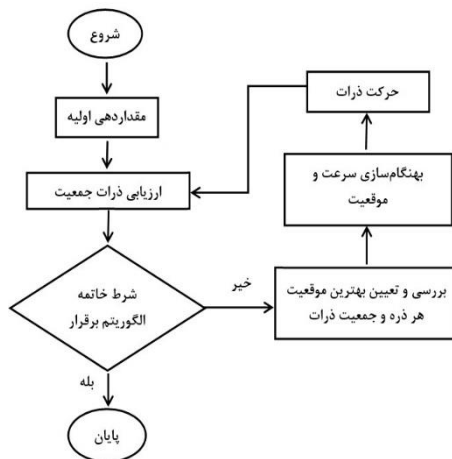 شروع
مقداردهی اولیه
ارزیابی ذرات جمعیت
شرط خاتمه
الگوریتم برقرار
بله
پایان
خیر
بررسی و تعیین بهترین موقعیت
هر ذره و جمعیت ذرات
بهنگام‌سازی سرعت و
موقعیت
حرکت ذرات